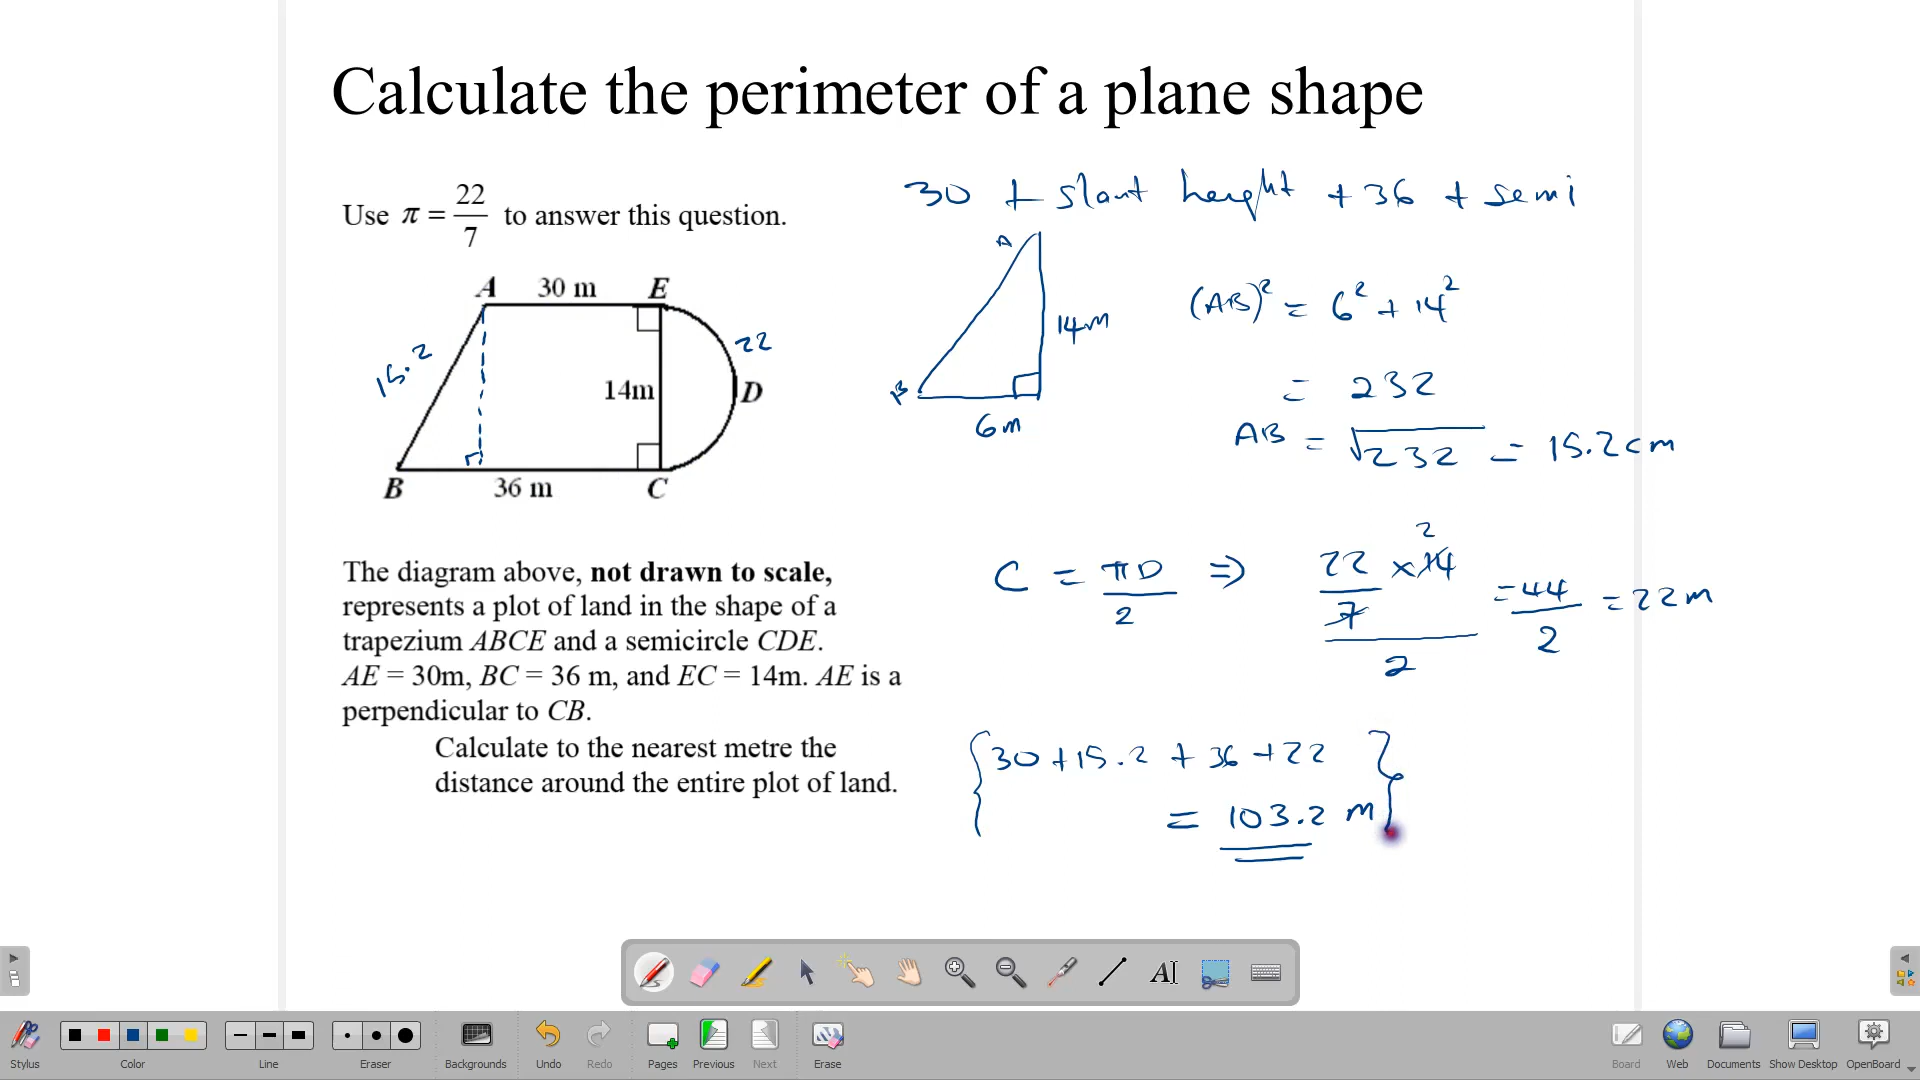 Calculate the perimeter of a plane shape
Use π = 22/7 to answer this question.
30 + slant height + 36 + semi
A 30 m E
15.2
22
14m
D
B 36 m C
A
14m
B
6m
(AB)² = 6² + 14²
= 232
AB = √232 = 15.2cm
The diagram above, not drawn to scale,
represents a plot of land in the shape of a
trapezium ABCE and a semicircle CDE.
AE = 30m, BC = 36 m, and EC = 14m. AE is a
perpendicular to CB.
Calculate to the nearest metre the
distance around the entire plot of land.
2
C = πD ⇒ 22 ×14 = 44 = 22m
2 7 2
2
{30+15.2 + 36 +22 }
= 103.2 m
AI
Stylus Color Line Eraser Backgrounds Undo Redo Pages Previous Next Erase Board Web Documents Show Desktop OpenBoard